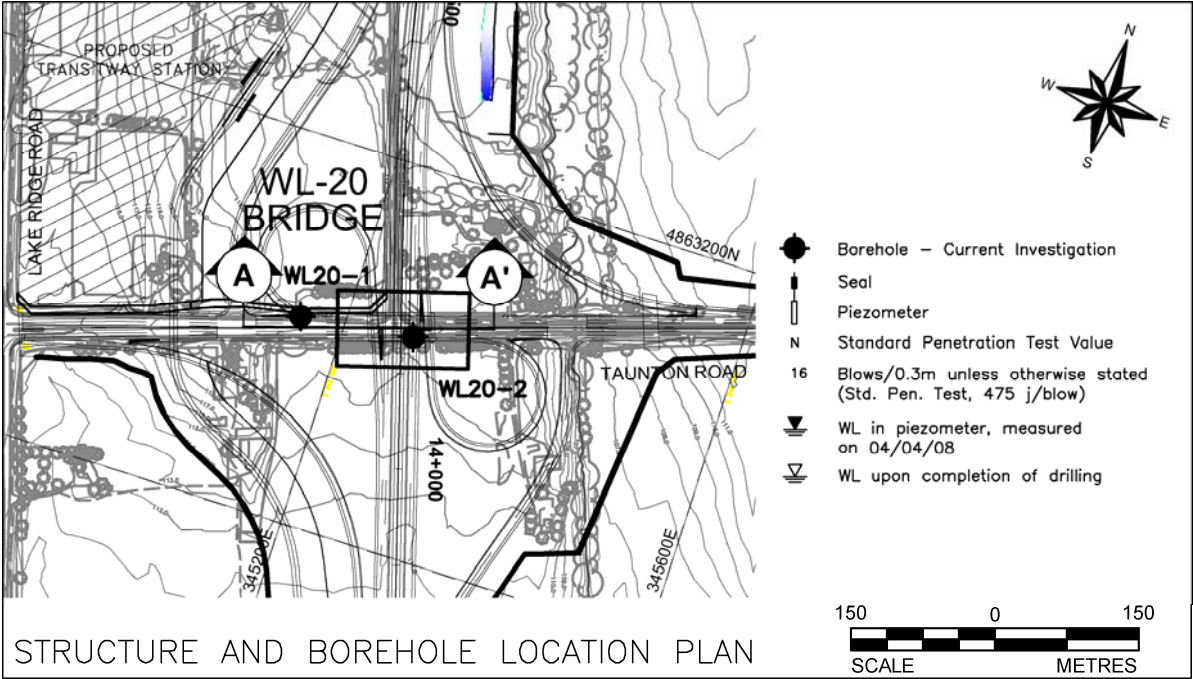 PROPOSED
TRANSITWAY STATION
LAKE RIDGE ROAD
WL-20
BRIDGE
A
WL20-1
A'
4863200N
TAUNTON ROAD
WL20-2
14+000
345200E
345600E
N
W
E
S
Borehole – Current Investigation
Seal
Piezometer
N Standard Penetration Test Value
16 Blows/0.3m unless otherwise stated
(Std. Pen. Test, 475 j/blow)
WL in piezometer, measured
on 04/04/08
WL upon completion of drilling
STRUCTURE AND BOREHOLE LOCATION PLAN
150 0 150
SCALE METRES